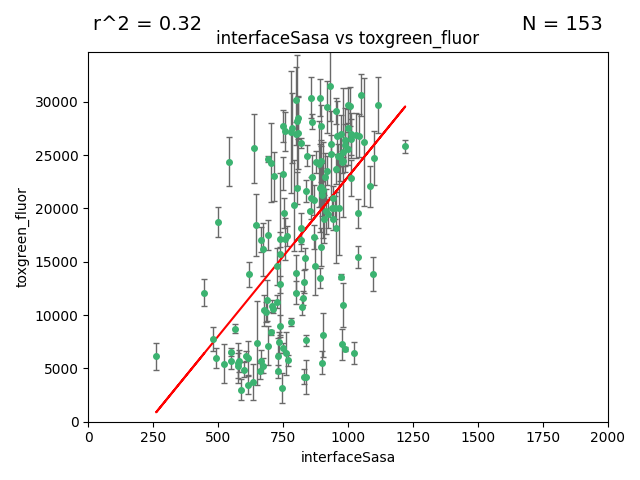 r^2 = 0.32
N = 153
interfaceSasa vs toxgreen_fluor
toxgreen_fluor
30000
25000
20000
15000
10000
5000
0
0 250 500 750 1000 1250 1500 1750 2000
interfaceSasa